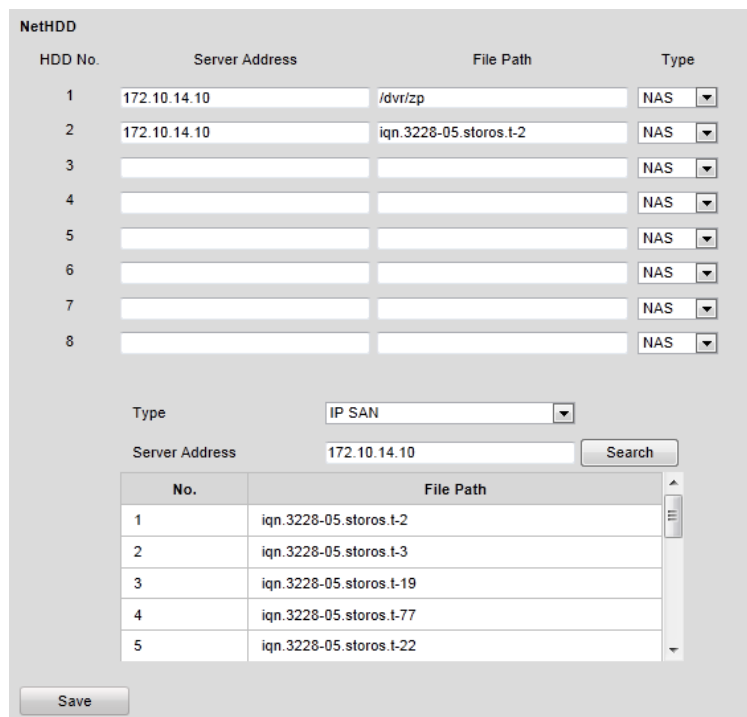 NetHDD
HDD No. Server Address File Path Type
1 172.10.14.10 /dvr/zp NAS
2 172.10.14.10 iqn.3228-05.storos.t-2 NAS
3 NAS
4 NAS
5 NAS
6 NAS
7 NAS
8 NAS
Type IP SAN
Server Address 172.10.14.10 Search
No. File Path
1 iqn.3228-05.storos.t-2
2 iqn.3228-05.storos.t-3
3 iqn.3228-05.storos.t-19
4 iqn.3228-05.storos.t-77
5 iqn.3228-05.storos.t-22
Save